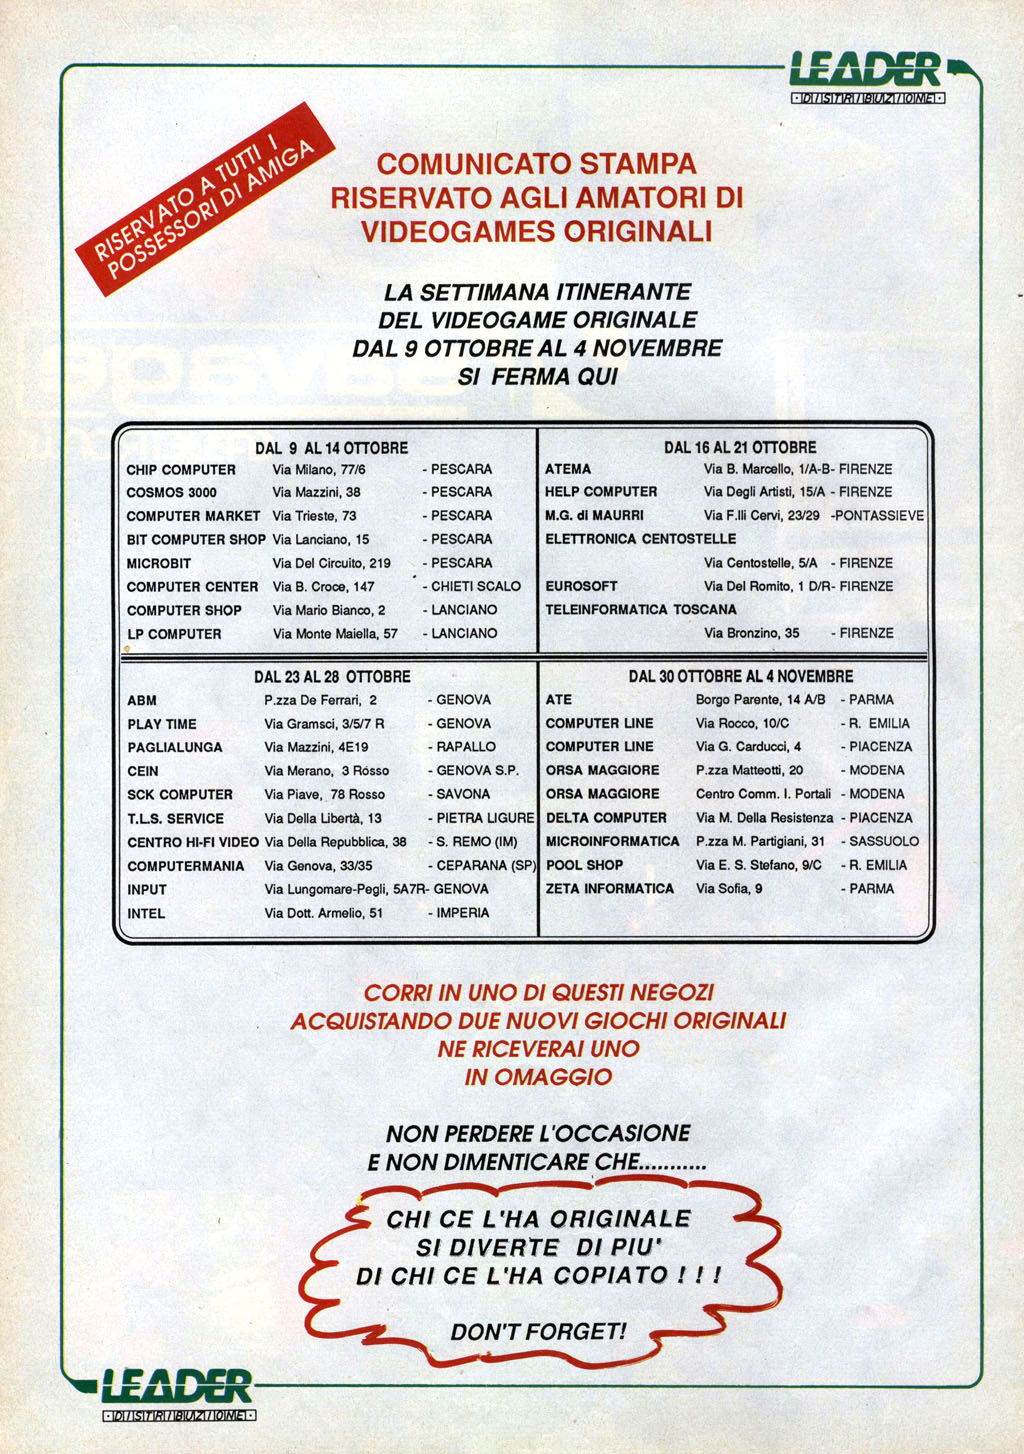 LEADER
DISTRIBUZIONE
RISERVATO A TUTTI I
POSSESSORI DI AMIGA
COMUNICATO STAMPA
RISERVATO AGLI AMATORI DI
VIDEOGAMES ORIGINALI
LA SETTIMANA ITINERANTE
DEL VIDEOGAME ORIGINALE
DAL 9 OTTOBRE AL 4 NOVEMBRE
SI FERMA QUI
DAL 9 AL 14 OTTOBRE
CHIP COMPUTER Via Milano, 77/6 - PESCARA
COSMOS 3000 Via Mazzini, 38 - PESCARA
COMPUTER MARKET Via Trieste, 73 - PESCARA
BIT COMPUTER SHOP Via Lanciano, 15 - PESCARA
MICROBIT Via Del Circuito, 219 - PESCARA
COMPUTER CENTER Via B. Croce, 147 - CHIETI SCALO
COMPUTER SHOP Via Mario Bianco, 2 - LANCIANO
LP COMPUTER Via Monte Maiella, 57 - LANCIANO
DAL 16 AL 21 OTTOBRE
ATEMA Via B. Marcello, 1/A-B- FIRENZE
HELP COMPUTER Via Degli Artisti, 15/A - FIRENZE
M.G. di MAURRI Via F.lli Cervi, 23/29 -PONTASSIEVE
ELETTRONICA CENTOSTELLE
Via Centostelle, 5/A - FIRENZE
EUROSOFT Via Del Romito, 1 D/R- FIRENZE
TELEINFORMATICA TOSCANA
Via Bronzino, 35 - FIRENZE
DAL 23 AL 28 OTTOBRE
ABM P.zza De Ferrari, 2 - GENOVA
PLAY TIME Via Gramsci, 3/5/7 R - GENOVA
PAGLIALUNGA Via Mazzini, 4E19 - RAPALLO
CEIN Via Merano, 3 Rosso - GENOVA S.P.
SCK COMPUTER Via Piave, 78 Rosso - SAVONA
T.L.S. SERVICE Via Della Libertà, 13 - PIETRA LIGURE
CENTRO HI-FI VIDEO Via Della Repubblica, 38 - S. REMO (IM)
COMPUTERMANIA Via Genova, 33/35 - CEPARANA (SP)
INPUT Via Lungomare-Pegli, 5A7R- GENOVA
INTEL Via Dott. Armelio, 51 - IMPERIA
DAL 30 OTTOBRE AL 4 NOVEMBRE
ATE Borgo Parente, 14 A/B - PARMA
COMPUTER LINE Via Rocco, 10/C - R. EMILIA
COMPUTER LINE Via G. Carducci, 4 - PIACENZA
ORSA MAGGIORE P.zza Matteotti, 20 - MODENA
ORSA MAGGIORE Centro Comm. I. Portali - MODENA
DELTA COMPUTER Via M. Della Resistenza - PIACENZA
MICROINFORMATICA P.zza M. Partigiani, 31 - SASSUOLO
POOL SHOP Via E. S. Stefano, 9/C - R. EMILIA
ZETA INFORMATICA Via Sofia, 9 - PARMA
CORRI IN UNO DI QUESTI NEGOZI
ACQUISTANDO DUE NUOVI GIOCHI ORIGINALI
NE RICEVERAI UNO
IN OMAGGIO
NON PERDERE L'OCCASIONE
E NON DIMENTICARE CHE...........
CHI CE L'HA ORIGINALE
SI DIVERTE DI PIU'
DI CHI CE L'HA COPIATO ! ! !
DON'T FORGET!
LEADER
DISTRIBUZIONE